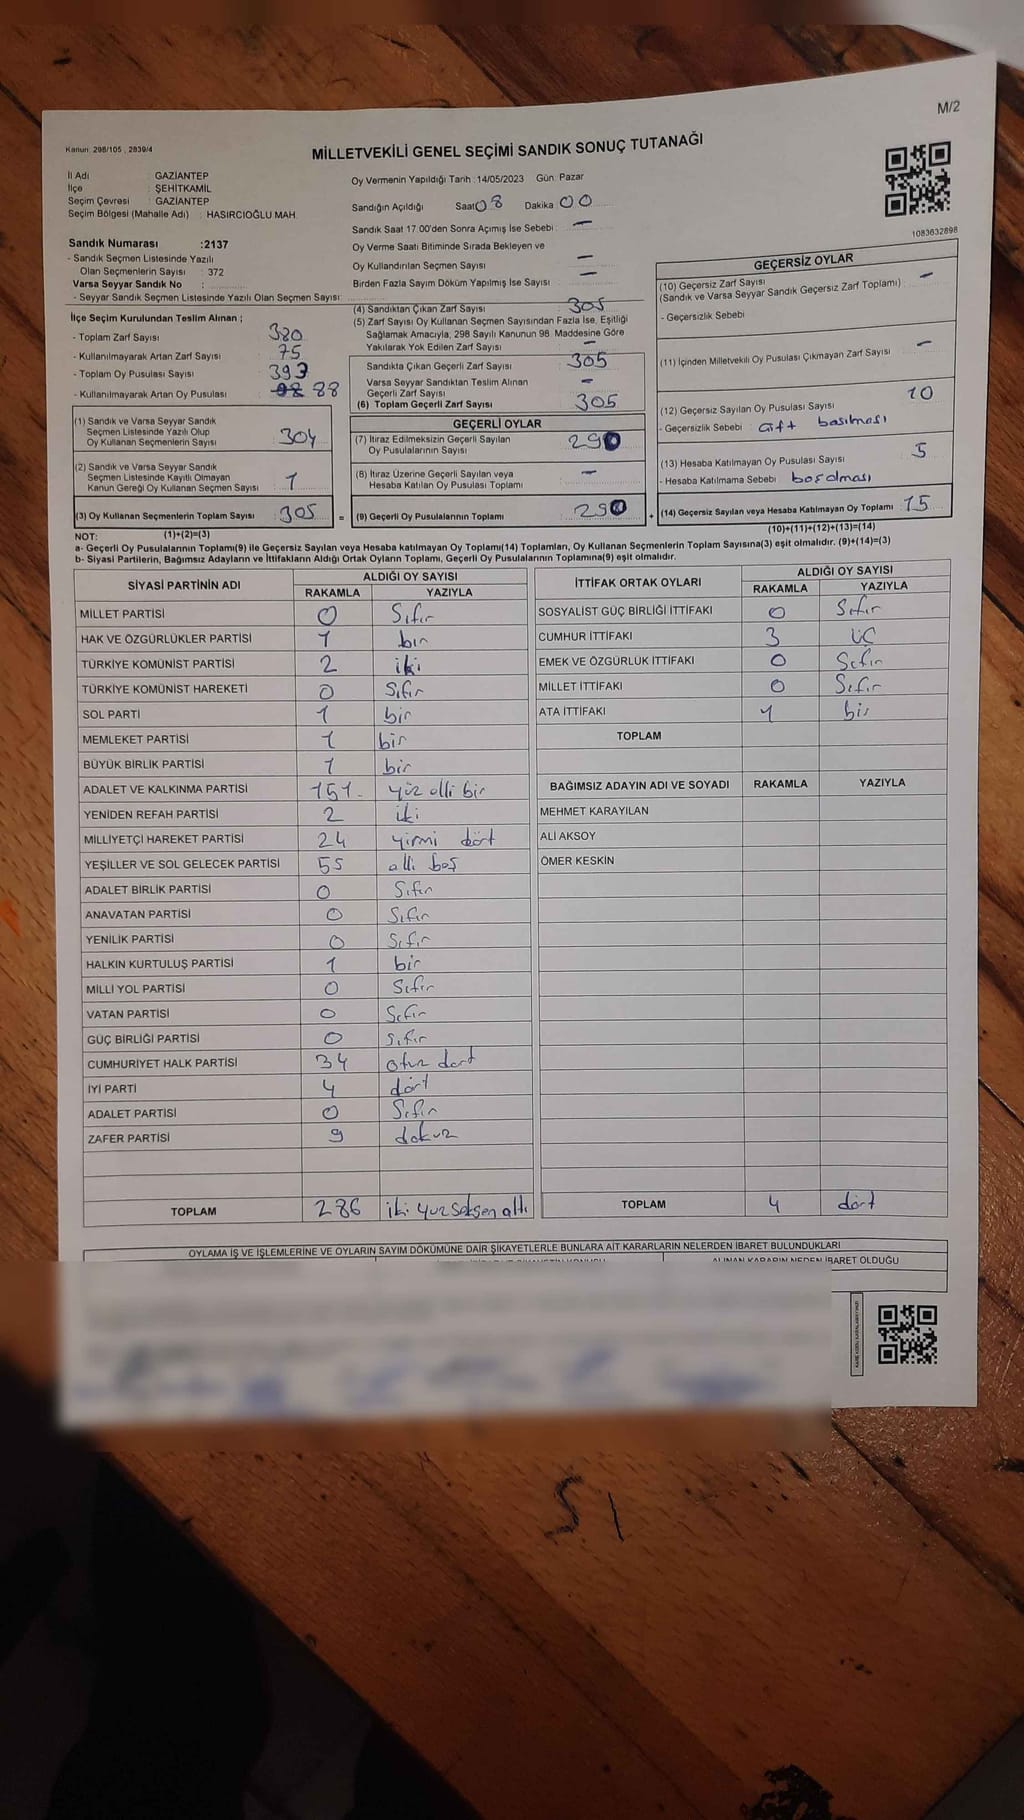 M/2
Kanun: 298/105 , 2839/4
MİLLETVEKİLİ GENEL SEÇİMİ SANDIK SONUÇ TUTANAĞI
İl Adı : GAZİANTEP
İlçe : ŞEHİTKAMİL
Seçim Çevresi : GAZİANTEP
Seçim Bölgesi (Mahalle Adı) : HASIRCIOĞLU MAH.
Sandık Numarası :2137
- Sandık Seçmen Listesinde Yazılı
Olan Seçmenlerin Sayısı : 372
Varsa Seyyar Sandık No :
- Seyyar Sandık Seçmen Listesinde Yazılı Olan Seçmen Sayısı:
Oy Vermenin Yapıldığı Tarih :14/05/2023 Gün: Pazar
Sandığın Açıldığı Saat 08 Dakika 00
Sandık Saat 17.00'den Sonra Açımış İse Sebebi : -
Oy Verme Saati Bitiminde Sırada Bekleyen ve
Oy Kullandırılan Seçmen Sayısı -
Birden Fazla Sayım Döküm Yapılmış İse Sayısı : -
1083632898
İlçe Seçim Kurulundan Teslim Alınan ;
- Toplam Zarf Sayısı : 380
- Kullanılmayarak Artan Zarf Sayısı : 75
- Toplam Oy Pusulası Sayısı : 393
- Kullanılmayarak Artan Oy Pusulası : 88
(1) Sandık ve Varsa Seyyar Sandık
Seçmen Listesinde Yazılı Olup
Oy Kullanan Seçmenlerin Sayısı : 304
(2) Sandık ve Varsa Seyyar Sandık
Seçmen Listesinde Kayıtlı Olmayan
Kanun Gereği Oy Kullanan Seçmen Sayısı : 1
(3) Oy Kullanan Seçmenlerin Toplam Sayısı : 305
(4) Sandıktan Çıkan Zarf Sayısı : 305
(5) Zarf Sayısı Oy Kullanan Seçmen Sayısından Fazla İse, Eşitliği
Sağlamak Amacıyla, 298 Sayılı Kanunun 98. Maddesine Göre
Yakılarak Yok Edilen Zarf Sayısı -
Sandıkta Çıkan Geçerli Zarf Sayısı : 305
Varsa Seyyar Sandıktan Teslim Alınan
Geçerli Zarf Sayısı : -
(6) Toplam Geçerli Zarf Sayısı : 305
GEÇERLİ OYLAR
(7) İtiraz Edilmeksizin Geçerli Sayılan
Oy Pusulalarının Sayısı : 290
(8) İtiraz Üzerine Geçerli Sayılan veya
Hesaba Katılan Oy Pusulası Toplamı : -
= (9) Geçerli Oy Pusulalarının Toplamı : 290
GEÇERSİZ OYLAR
(10) Geçersiz Zarf Sayısı
(Sandık ve Varsa Seyyar Sandık Geçersiz Zarf Toplamı) : -
- Geçersizlik Sebebi
(11) İçinden Milletvekili Oy Pusulası Çıkmayan Zarf Sayısı -
(12) Geçersiz Sayılan Oy Pusulası Sayısı 10
- Geçersizlik Sebebi : Çift basılması
(13) Hesaba Katılmayan Oy Pusulası Sayısı 5
- Hesaba Katılmama Sebebi boş olması
+ (14) Geçersiz Sayılan veya Hesaba Katılmayan Oy Toplamı : 15
NOT: (1)+(2)=(3)
(10)+(11)+(12)+(13)=(14)
a- Geçerli Oy Pusulalarının Toplamı(9) ile Geçersiz Sayılan veya Hesaba katılmayan Oy Toplamı(14) Toplamları, Oy Kullanan Seçmenlerin Toplam Sayısına(3) eşit olmalıdır. (9)+(14)=(3)
b- Siyasi Partilerin, Bağımsız Adayların ve İttifakların Aldığı Ortak Oyların Toplamı, Geçerli Oy Pusulalarının Toplamına(9) eşit olmalıdır.
SİYASİ PARTİNİN ADI ALDIĞI OY SAYISI
RAKAMLA YAZIYLA
MİLLET PARTİSİ 0 Sıfır
HAK VE ÖZGÜRLÜKLER PARTİSİ 1 bir
TÜRKİYE KOMÜNİST PARTİSİ 2 iki
TÜRKİYE KOMÜNİST HAREKETİ 0 Sıfır
SOL PARTİ 1 bir
MEMLEKET PARTİSİ 1 bir
BÜYÜK BİRLİK PARTİSİ 1 bir
ADALET VE KALKINMA PARTİSİ 151 yüz elli bir
YENİDEN REFAH PARTİSİ 2 iki
MİLLİYETÇİ HAREKET PARTİSİ 24 yirmi dört
YEŞİLLER VE SOL GELECEK PARTİSİ 55 elli beş
ADALET BİRLİK PARTİSİ 0 Sıfır
ANAVATAN PARTİSİ 0 Sıfır
YENİLİK PARTİSİ 0 Sıfır
HALKIN KURTULUŞ PARTİSİ 1 bir
MİLLİ YOL PARTİSİ 0 Sıfır
VATAN PARTİSİ 0 Sıfır
GÜÇ BİRLİĞİ PARTİSİ 0 Sıfır
CUMHURİYET HALK PARTİSİ 34 otuz dört
İYİ PARTİ 4 dört
ADALET PARTİSİ 0 Sıfır
ZAFER PARTİSİ 9 dokuz
TOPLAM 286 iki yüz seksen altı
İTTİFAK ORTAK OYLARI ALDIĞI OY SAYISI
RAKAMLA YAZIYLA
SOSYALİST GÜÇ BİRLİĞİ İTTİFAKI 0 Sıfır
CUMHUR İTTİFAKI 3 üç
EMEK VE ÖZGÜRLÜK İTTİFAKI 0 Sıfır
MİLLET İTTİFAKI 0 Sıfır
ATA İTTİFAKI 1 bir
TOPLAM
BAĞIMSIZ ADAYIN ADI VE SOYADI RAKAMLA YAZIYLA
MEHMET KARAYILAN
ALİ AKSOY
ÖMER KESKİN
TOPLAM 4 dört
OYLAMA İŞ VE İŞLEMLERİNE VE OYLARIN SAYIM DÖKÜMÜNE DAİR ŞİKAYETLERLE BUNLARA AİT KARARLARIN NELERDEN İBARET BULUNDUKLARI
ALINAN KARARIN NEDEN İBARET OLDUĞU